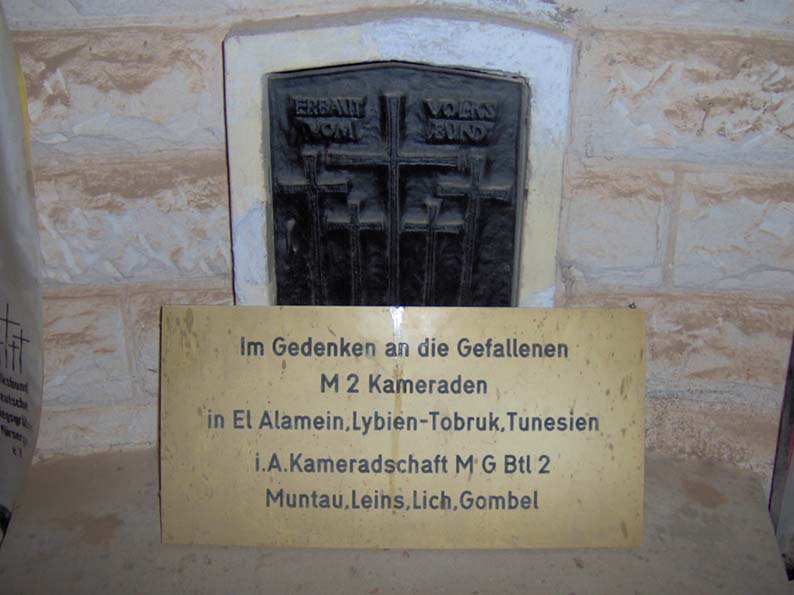 ERBAUT VOLKS
VOM BUND
Im Gedenken an die Gefallenen
M 2 Kameraden
in El Alamein,Lybien-Tobruk,Tunesien
i.A.Kameradschaft M G Btl 2
Muntau,Leins,Lich,Gombel
e.V.